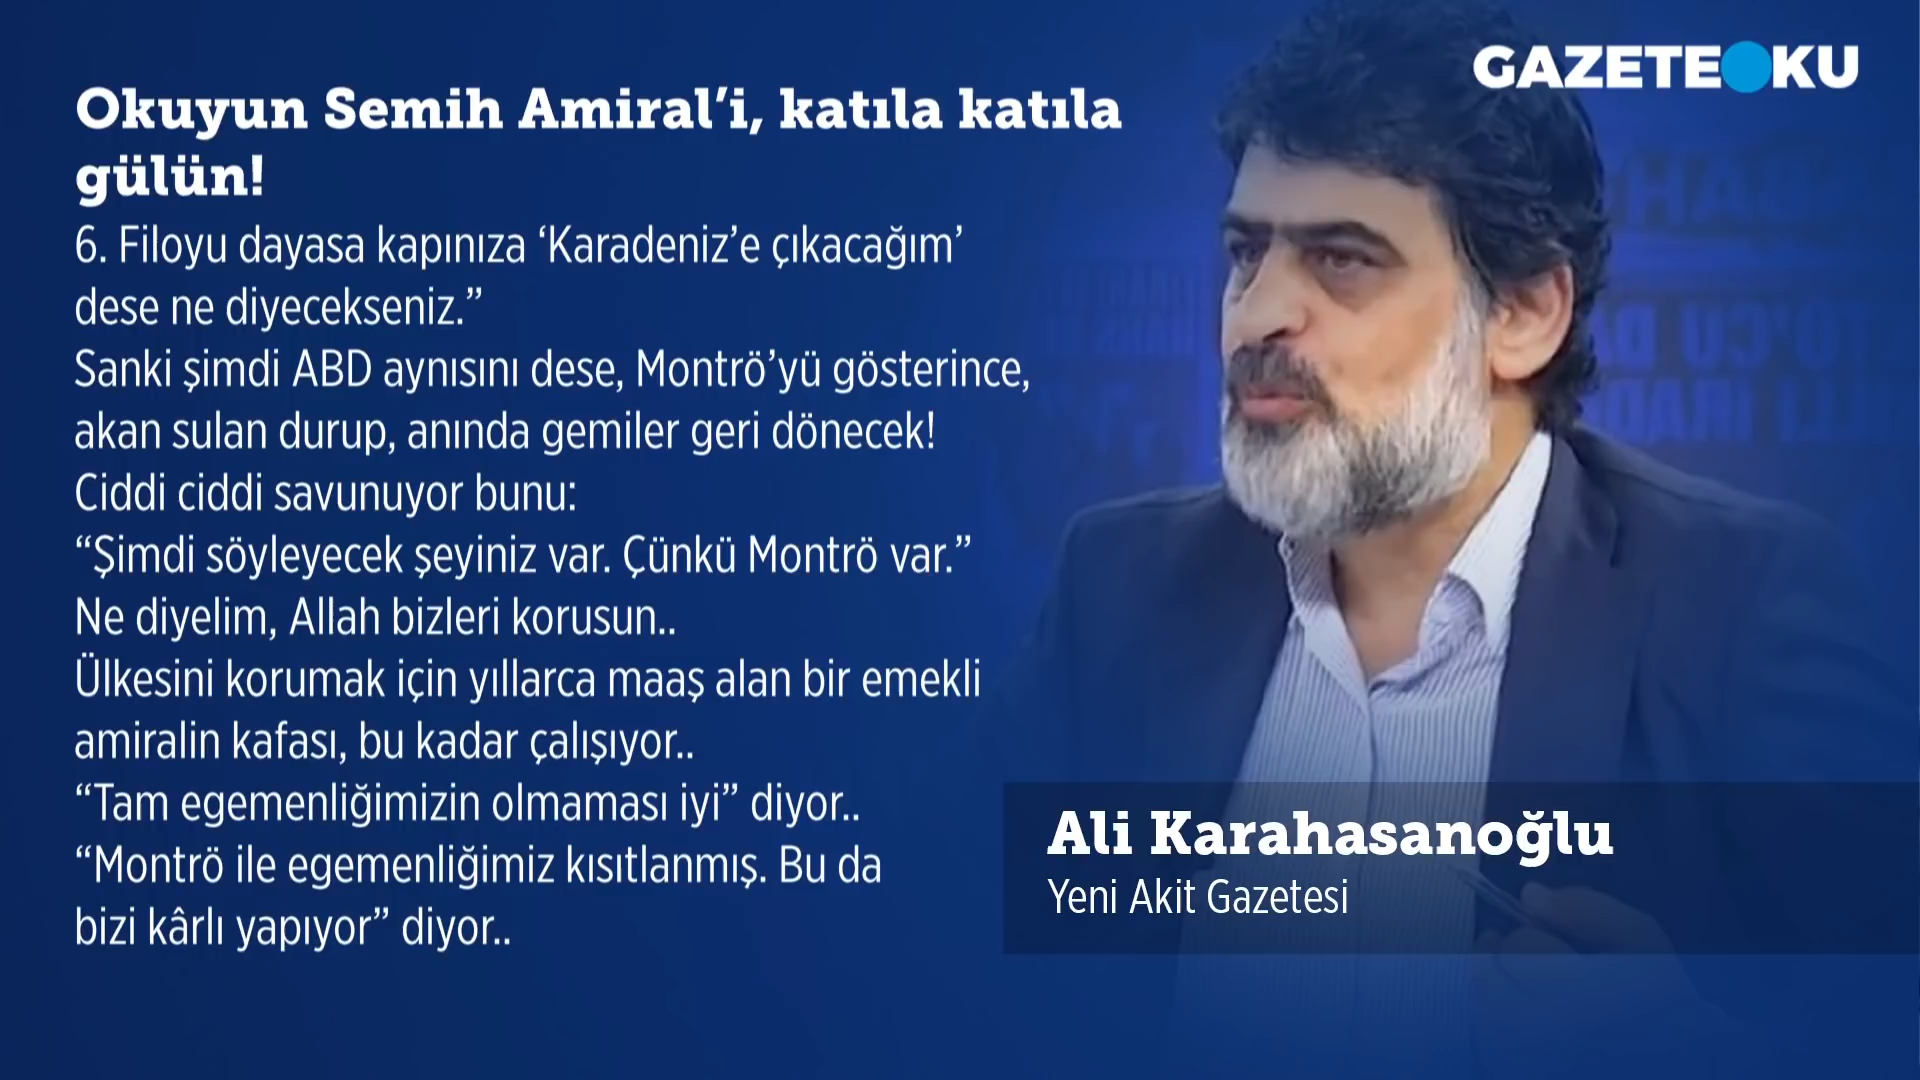 GAZETE OKU
Okuyun Semih Amiral’i, katıla katıla
gülün!
6. Filoyu dayasa kapınıza ‘Karadeniz’e çıkacağım’
dese ne diyecekseniz.”
Sanki şimdi ABD aynısını dese, Montrö’yü gösterince,
akan sulan durup, anında gemiler geri dönecek!
Ciddi ciddi savunuyor bunu:
“Şimdi söyleyecek şeyiniz var. Çünkü Montrö var.”
Ne diyelim, Allah bizleri korusun..
Ülkesini korumak için yıllarca maaş alan bir emekli
amiralin kafası, bu kadar çalışıyor..
“Tam egemenliğimizin olmaması iyi” diyor..
“Montrö ile egemenliğimiz kısıtlanmış. Bu da
bizi kârlı yapıyor” diyor..
Ali Karahasanoğlu
Yeni Akit Gazetesi